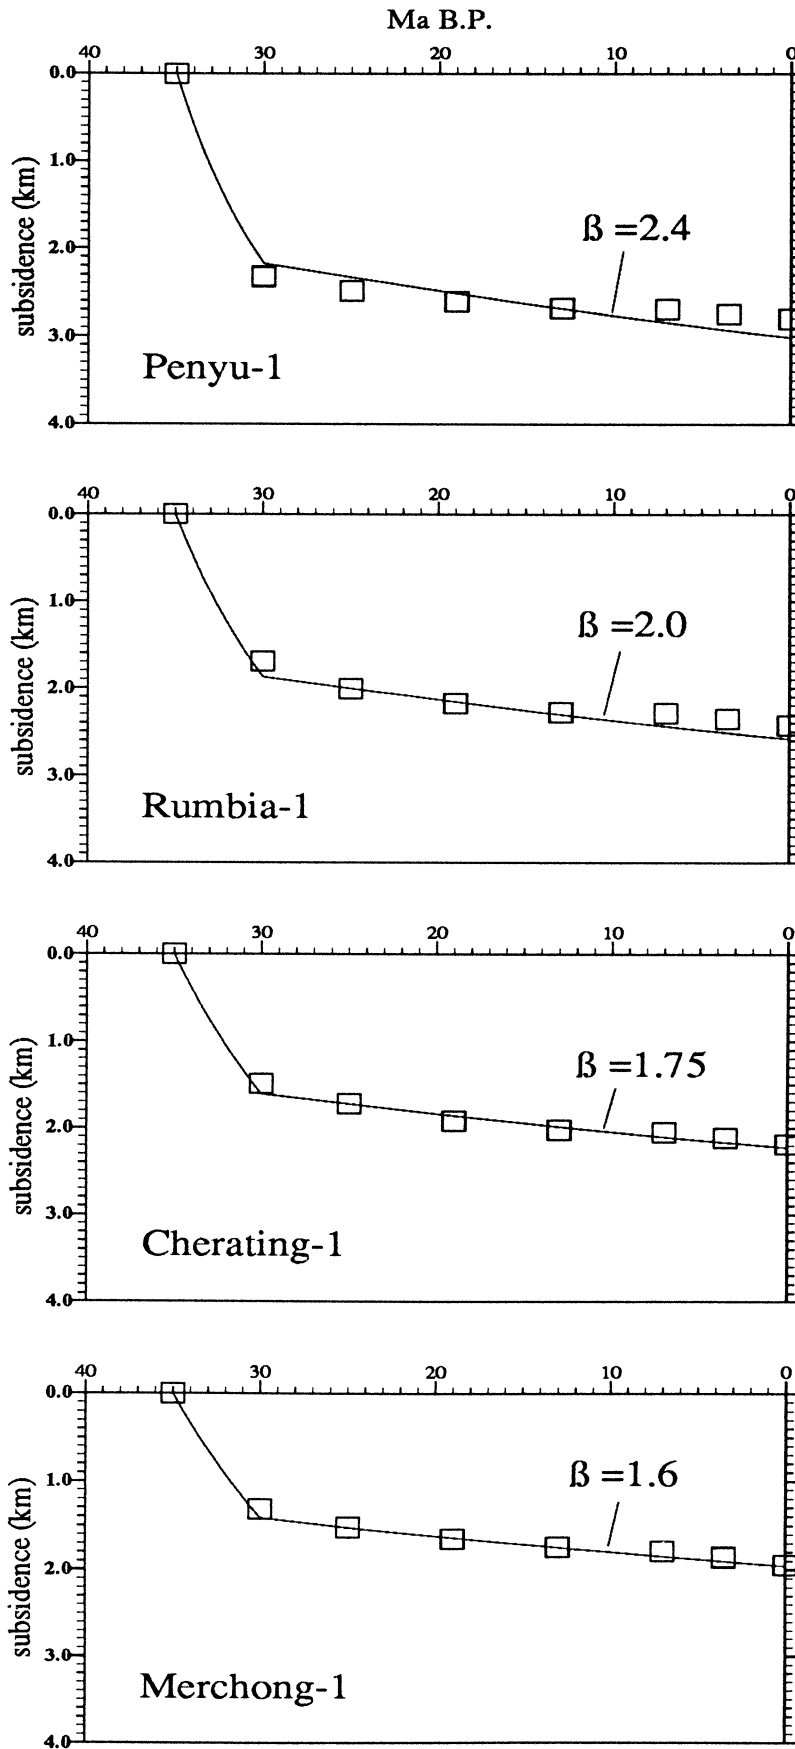 Ma B.P.
40 30 20 10 0
0.0
1.0
2.0
3.0
4.0
subsidence (km)
ß =2.4
Penyu-1
40 30 20 10 0
0.0
1.0
2.0
3.0
4.0
subsidence (km)
ß =2.0
Rumbia-1
40 30 20 10 0
0.0
1.0
2.0
3.0
4.0
subsidence (km)
ß =1.75
Cherating-1
40 30 20 10 0
0.0
1.0
2.0
3.0
4.0
subsidence (km)
ß =1.6
Merchong-1